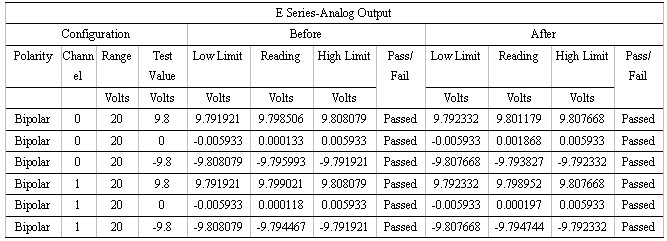 E Series-Analog Output
Configuration Before After
Polarity Chann el Range Test Value Low Limit Reading High Limit Pass/ Fail Low Limit Reading High Limit Pass/ Fail
Volts Volts Volts Volts Volts Volts Volts Volts
Bipolar 0 20 9.8 9.791921 9.798506 9.808079 Passed 9.792332 9.801179 9.807668 Passed
Bipolar 0 20 0 -0.005933 0.000133 0.005933 Passed -0.005933 0.001868 0.005933 Passed
Bipolar 0 20 -9.8 -9.808079 -9.795993 -9.791921 Passed -9.807668 -9.793827 -9.792332 Passed
Bipolar 1 20 9.8 9.791921 9.799021 9.808079 Passed 9.792332 9.798952 9.807668 Passed
Bipolar 1 20 0 -0.005933 0.000118 0.005933 Passed -0.005933 0.000197 0.005933 Passed
Bipolar 1 20 -9.8 -9.808079 -9.794467 -9.791921 Passed -9.807668 -9.794744 -9.792332 Passed